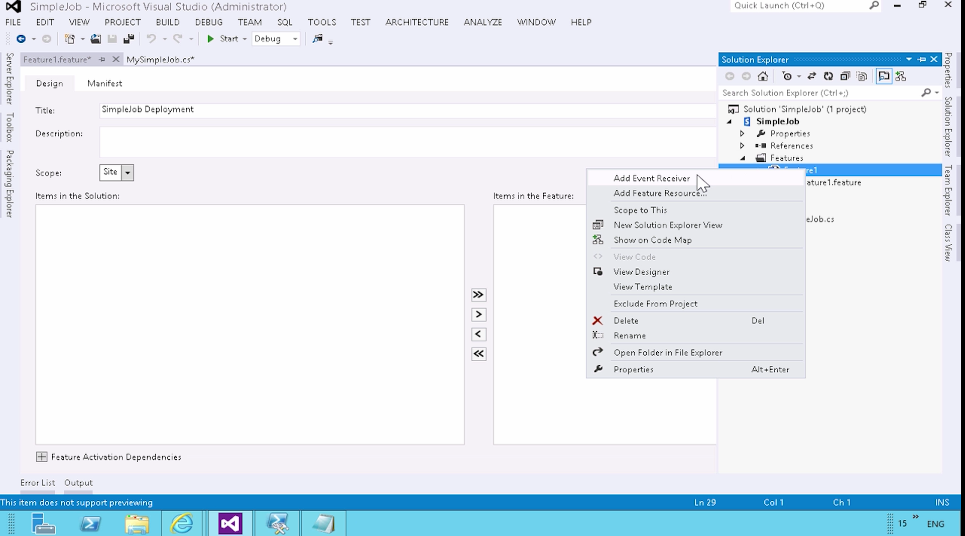 SimpleJob - Microsoft Visual Studio (Administrator)
Quick Launch (Ctrl+Q)
FILE EDIT VIEW PROJECT BUILD DEBUG TEAM SQL TOOLS TEST ARCHITECTURE ANALYZE WINDOW HELP
Start Debug
Feature1.feature* MySimpleJob.cs*
Solution Explorer
Design Manifest
Search Solution Explorer (Ctrl+;)
Title: SimpleJob Deployment
Description:
Scope: Site
Items in the Solution:
Items in the Feature:
Feature Activation Dependencies
Solution 'SimpleJob' (1 project)
SimpleJob
Properties
References
Features
ature1.feature
eJob.cs
Add Event Receiver
Add Feature Resource...
Scope to This
New Solution Explorer View
Show on Code Map
View Code
View Designer
View Template
Exclude From Project
Delete Del
Rename
Open Folder in File Explorer
Properties Alt+Enter
Server Explorer
Toolbox
Packaging Explorer
Properties
Solution Explorer
Team Explorer
Class View
Error List Output
This item does not support previewing
Ln 29 Col 1 Ch 1 INS
15 ENG